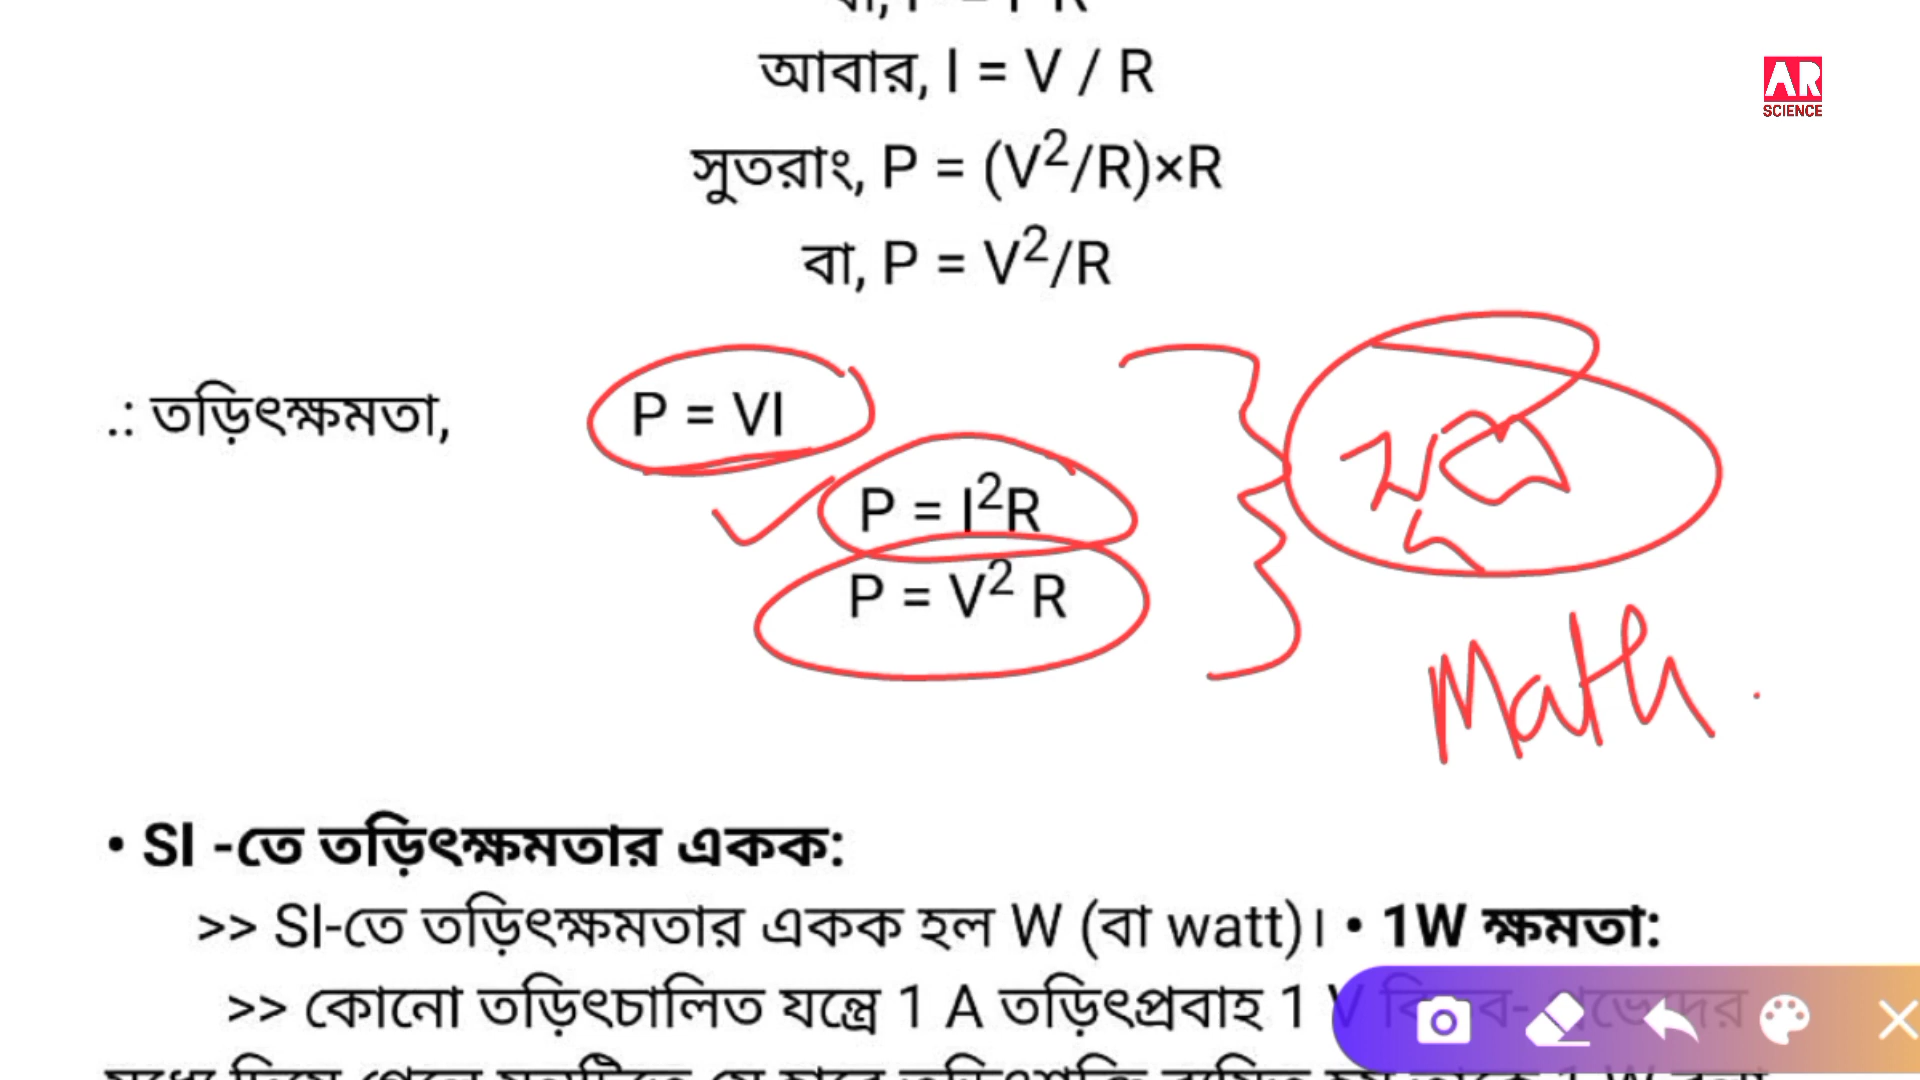 আবার, I = V / R
AR
SCIENCE
সুতরাং, P = (V²/R)×R
বা, P = V²/R
.: তড়িৎক্ষমতা, P = VI
P = I²R
P = V² R
Math
• SI -তে তড়িৎক্ষমতার একক:
>> SI-তে তড়িৎক্ষমতার একক হল W (বা watt)। • 1W ক্ষমতা:
>> কোনো তড়িৎচালিত যন্ত্রে 1 A তড়িৎপ্রবাহ 1 V